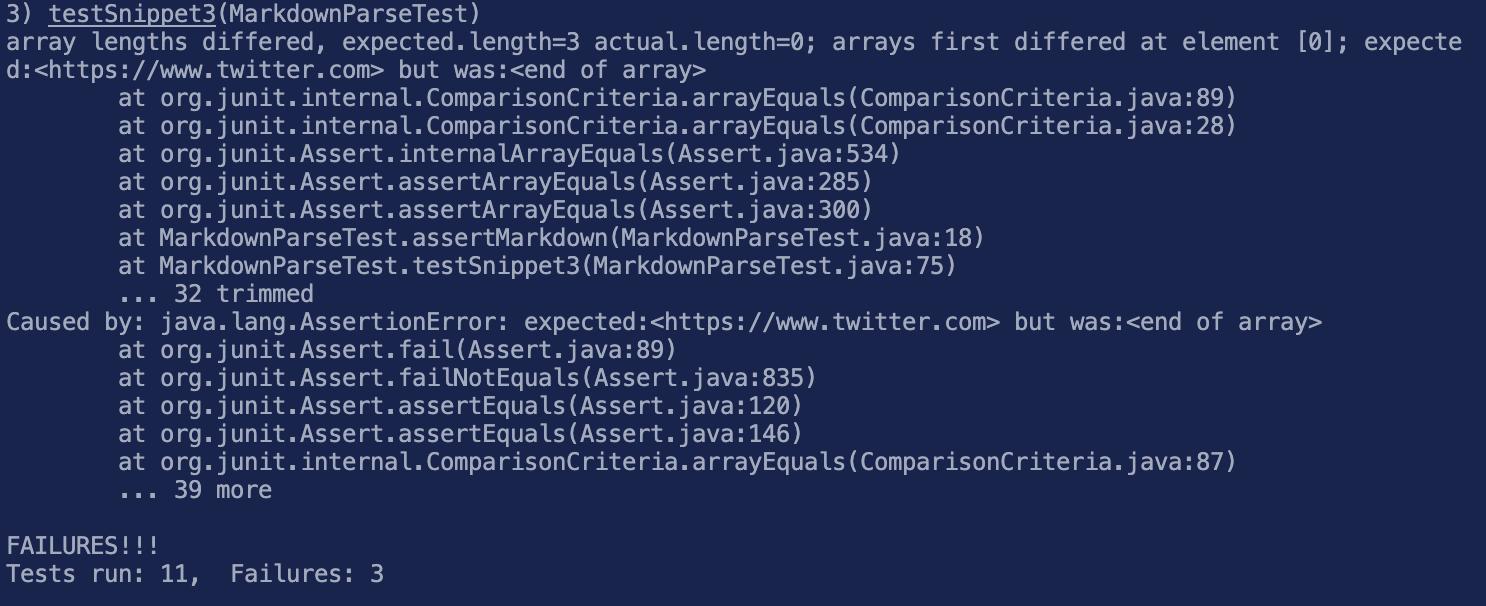 3) testSnippet3(MarkdownParseTest)
array lengths differed, expected.length=3 actual.length=0; arrays first differed at element [0]; expecte
d:<https://www.twitter.com> but was:<end of array>
        at org.junit.internal.ComparisonCriteria.arrayEquals(ComparisonCriteria.java:89)
        at org.junit.internal.ComparisonCriteria.arrayEquals(ComparisonCriteria.java:28)
        at org.junit.Assert.internalArrayEquals(Assert.java:534)
        at org.junit.Assert.assertArrayEquals(Assert.java:285)
        at org.junit.Assert.assertArrayEquals(Assert.java:300)
        at MarkdownParseTest.assertMarkdown(MarkdownParseTest.java:18)
        at MarkdownParseTest.testSnippet3(MarkdownParseTest.java:75)
        ... 32 trimmed
Caused by: java.lang.AssertionError: expected:<https://www.twitter.com> but was:<end of array>
        at org.junit.Assert.fail(Assert.java:89)
        at org.junit.Assert.failNotEquals(Assert.java:835)
        at org.junit.Assert.assertEquals(Assert.java:120)
        at org.junit.Assert.assertEquals(Assert.java:146)
        at org.junit.internal.ComparisonCriteria.arrayEquals(ComparisonCriteria.java:87)
        ... 39 more

FAILURES!!!
Tests run: 11,  Failures: 3